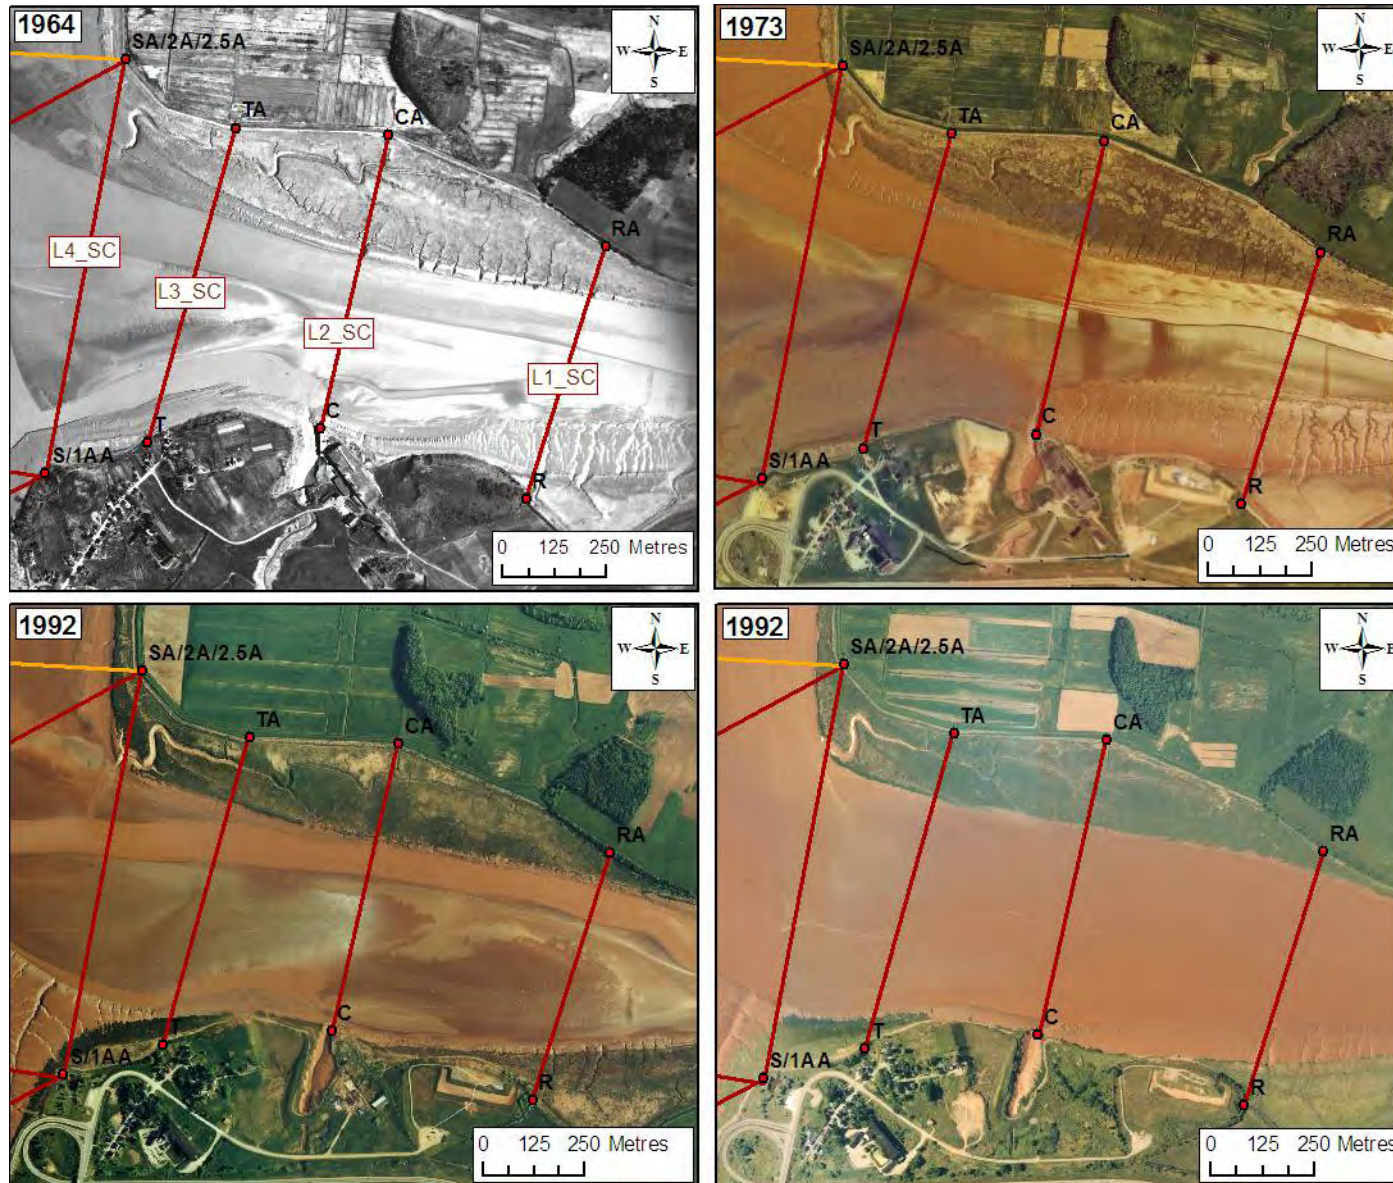 1964
N
W E
S
SA/2A/2.5A
TA
CA
RA
L4_SC
L3_SC
L2_SC
L1_SC
T
C
S/1AA
R
0 125 250 Metres
1973
N
W E
S
SA/2A/2.5A
TA
CA
RA
T
C
S/1AA
R
0 125 250 Metres
1992
N
W E
S
SA/2A/2.5A
TA
CA
RA
C
T
S/1AA
R
0 125 250 Metres
1992
N
W E
S
SA/2A/2.5A
TA
CA
RA
C
T
S/1AA
R
0 125 250 Metres